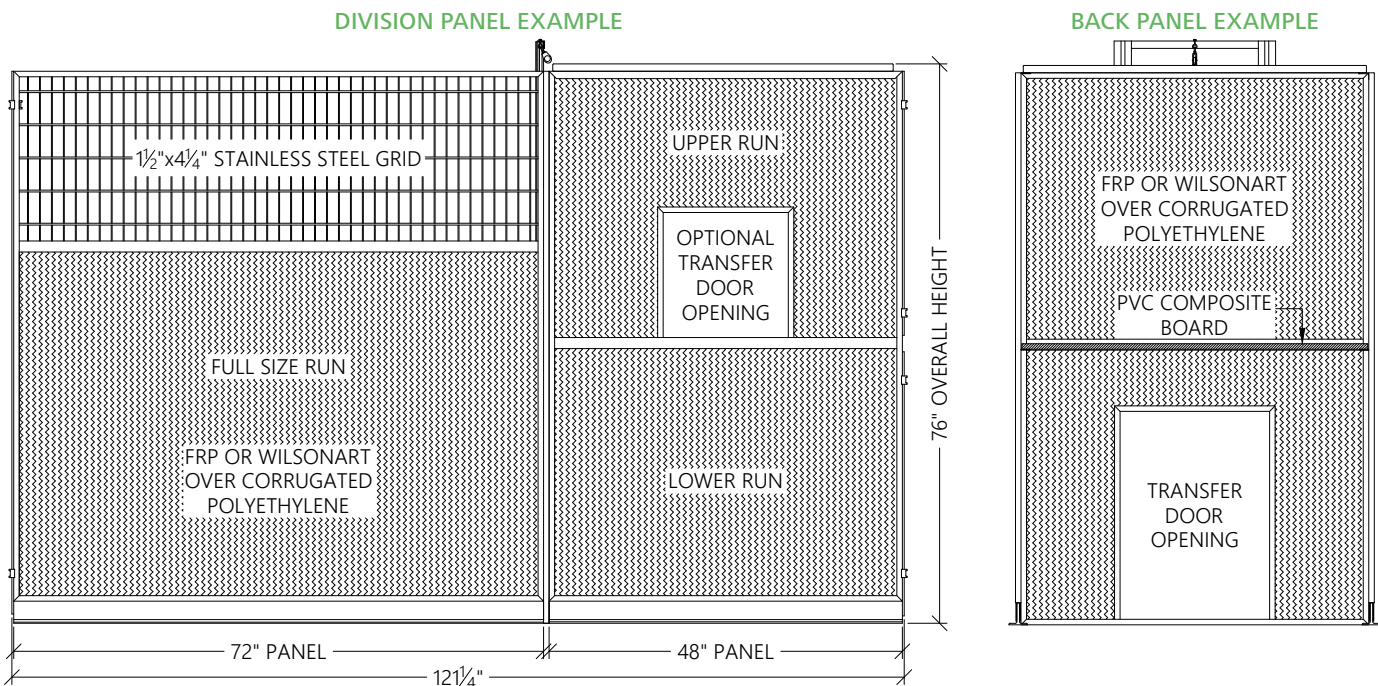 DIVISION PANEL EXAMPLE
BACK PANEL EXAMPLE
1½"x4¼" STAINLESS STEEL GRID
UPPER RUN
OPTIONAL
TRANSFER
DOOR
OPENING
FULL SIZE RUN
FRP OR WILSONART
OVER CORRUGATED
POLYETHYLENE
LOWER RUN
76" OVERALL HEIGHT
72" PANEL
48" PANEL
121¼"
FRP OR WILSONART
OVER CORRUGATED
POLYETHYLENE
PVC COMPOSITE
BOARD
TRANSFER
DOOR
OPENING